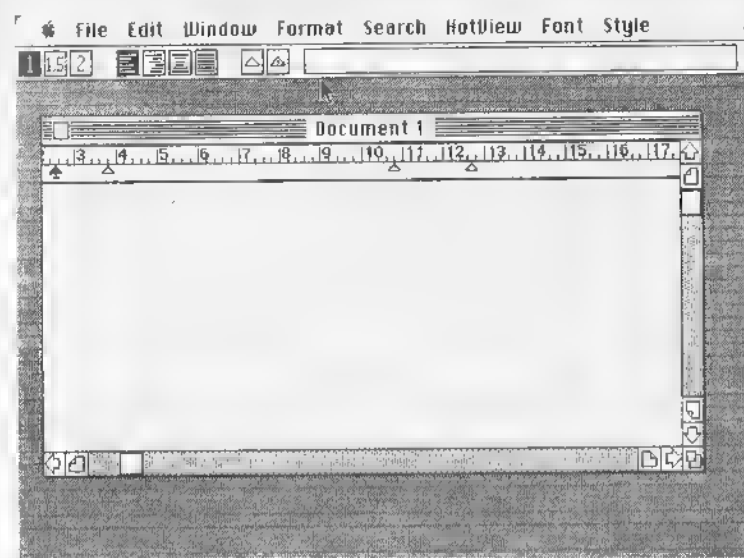 File Edit Window Format Search HotView Font Style
1 1.5 2
Document 1
3 4 5 6 7 8 9 10 11 12 13 14 15 16 17